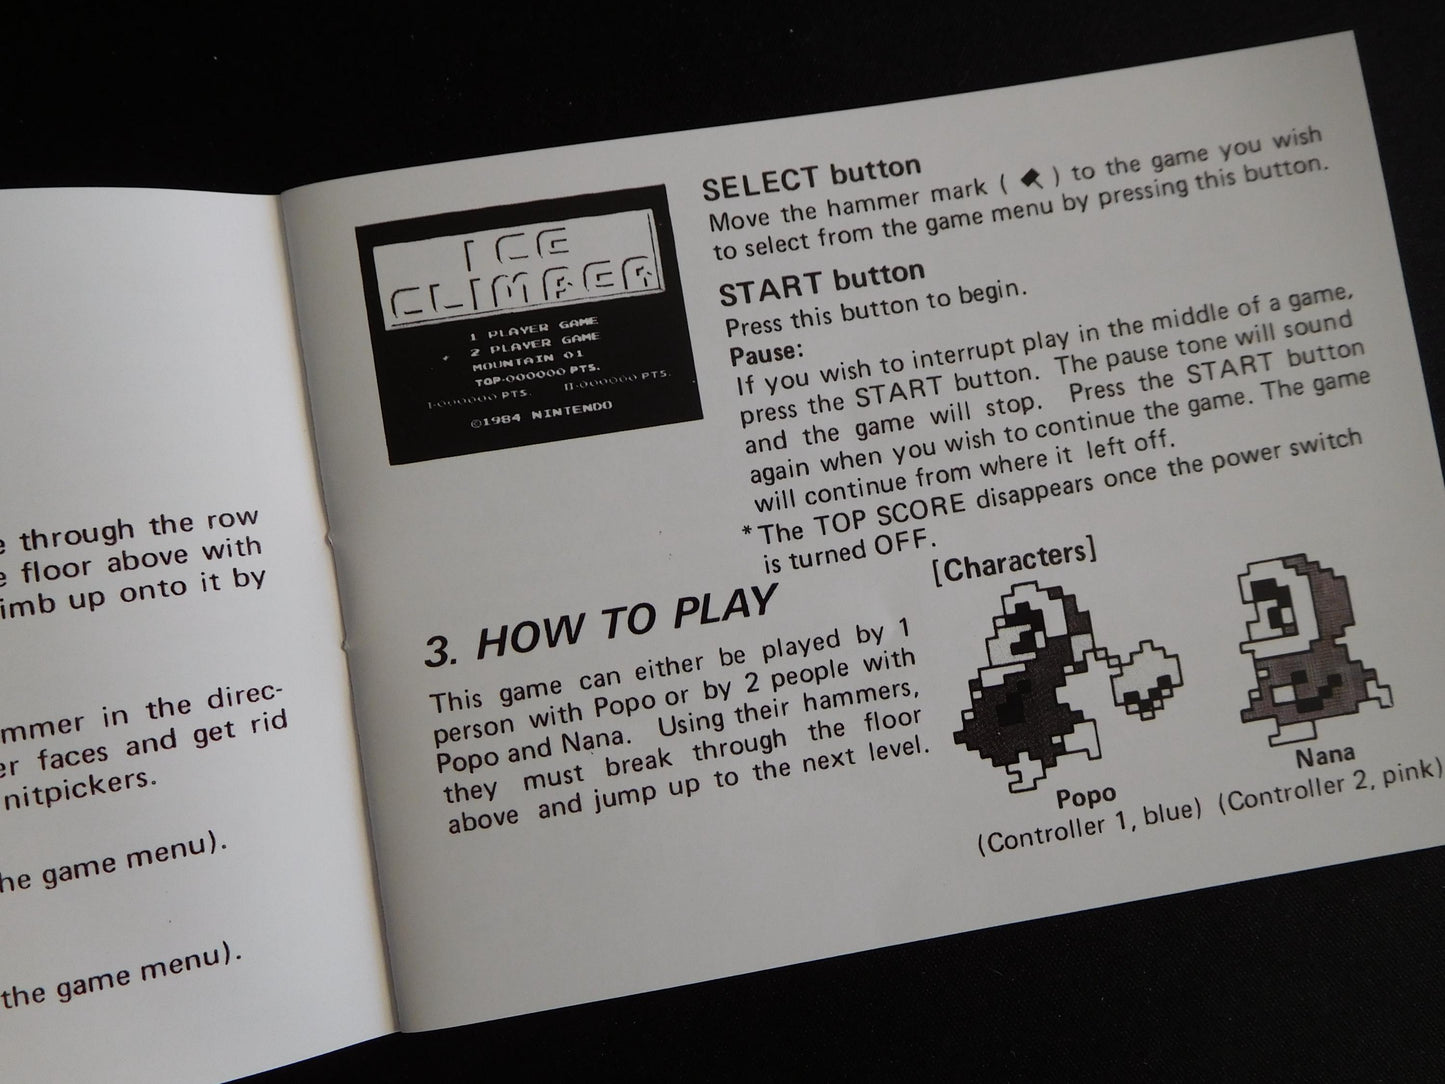 through the row
floor above with
climb up onto it by
hammer in the direc-
faces and get rid
nitpickers.
the game menu).
the game menu).
ICE
CLIMBER
1 PLAYER GAME
2 PLAYER GAME
MOUNTAIN 01
TOP-000000 PTS.
I-000000 PTS. II-000000 PTS.
©1984 NINTENDO
SELECT button
Move the hammer mark ( ) to the game you wish
to select from the game menu by pressing this button.
START button
Press this button to begin.
Pause:
If you wish to interrupt play in the middle of a game,
press the START button. The pause tone will sound
and the game will stop. Press the START button
again when you wish to continue the game. The game
will continue from where it left off.
*The TOP SCORE disappears once the power switch
is turned OFF.
3. HOW TO PLAY
This game can either be played by 1
person with Popo or by 2 people with
Popo and Nana. Using their hammers,
they must break through the floor
above and jump up to the next level.
[Characters]
Popo
(Controller 1, blue)
Nana
(Controller 2, pink)